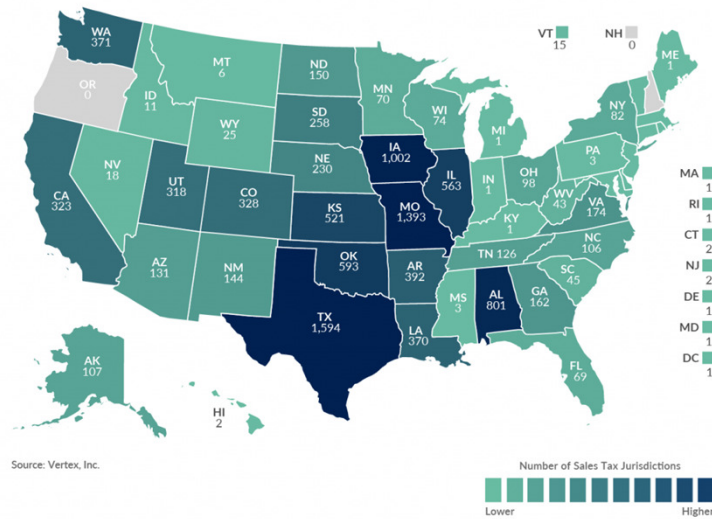 WA
371
OR
0
CA
323
NV
18
ID
11
MT
6
WY
25
UT
318
CO
328
AZ
131
NM
144
ND
150
SD
258
NE
230
KS
521
OK
593
TX
1,594
MN
70
IA
1,002
MO
1,393
AR
392
LA
370
WI
74
IL
563
MI
1
IN
1
OH
98
KY
1
TN 126
MS
3
AL
801
GA
162
FL
69
SC
45
NC
106
VA
174
WV
43
PA
3
NY
82
VT
15
NH
0
ME
1
MA
1
RI
1
CT
2
NJ
2
DE
1
MD
1
DC
1
AK
107
HI
2
Source: Vertex, Inc.
Number of Sales Tax Jurisdictions
Lower
Higher